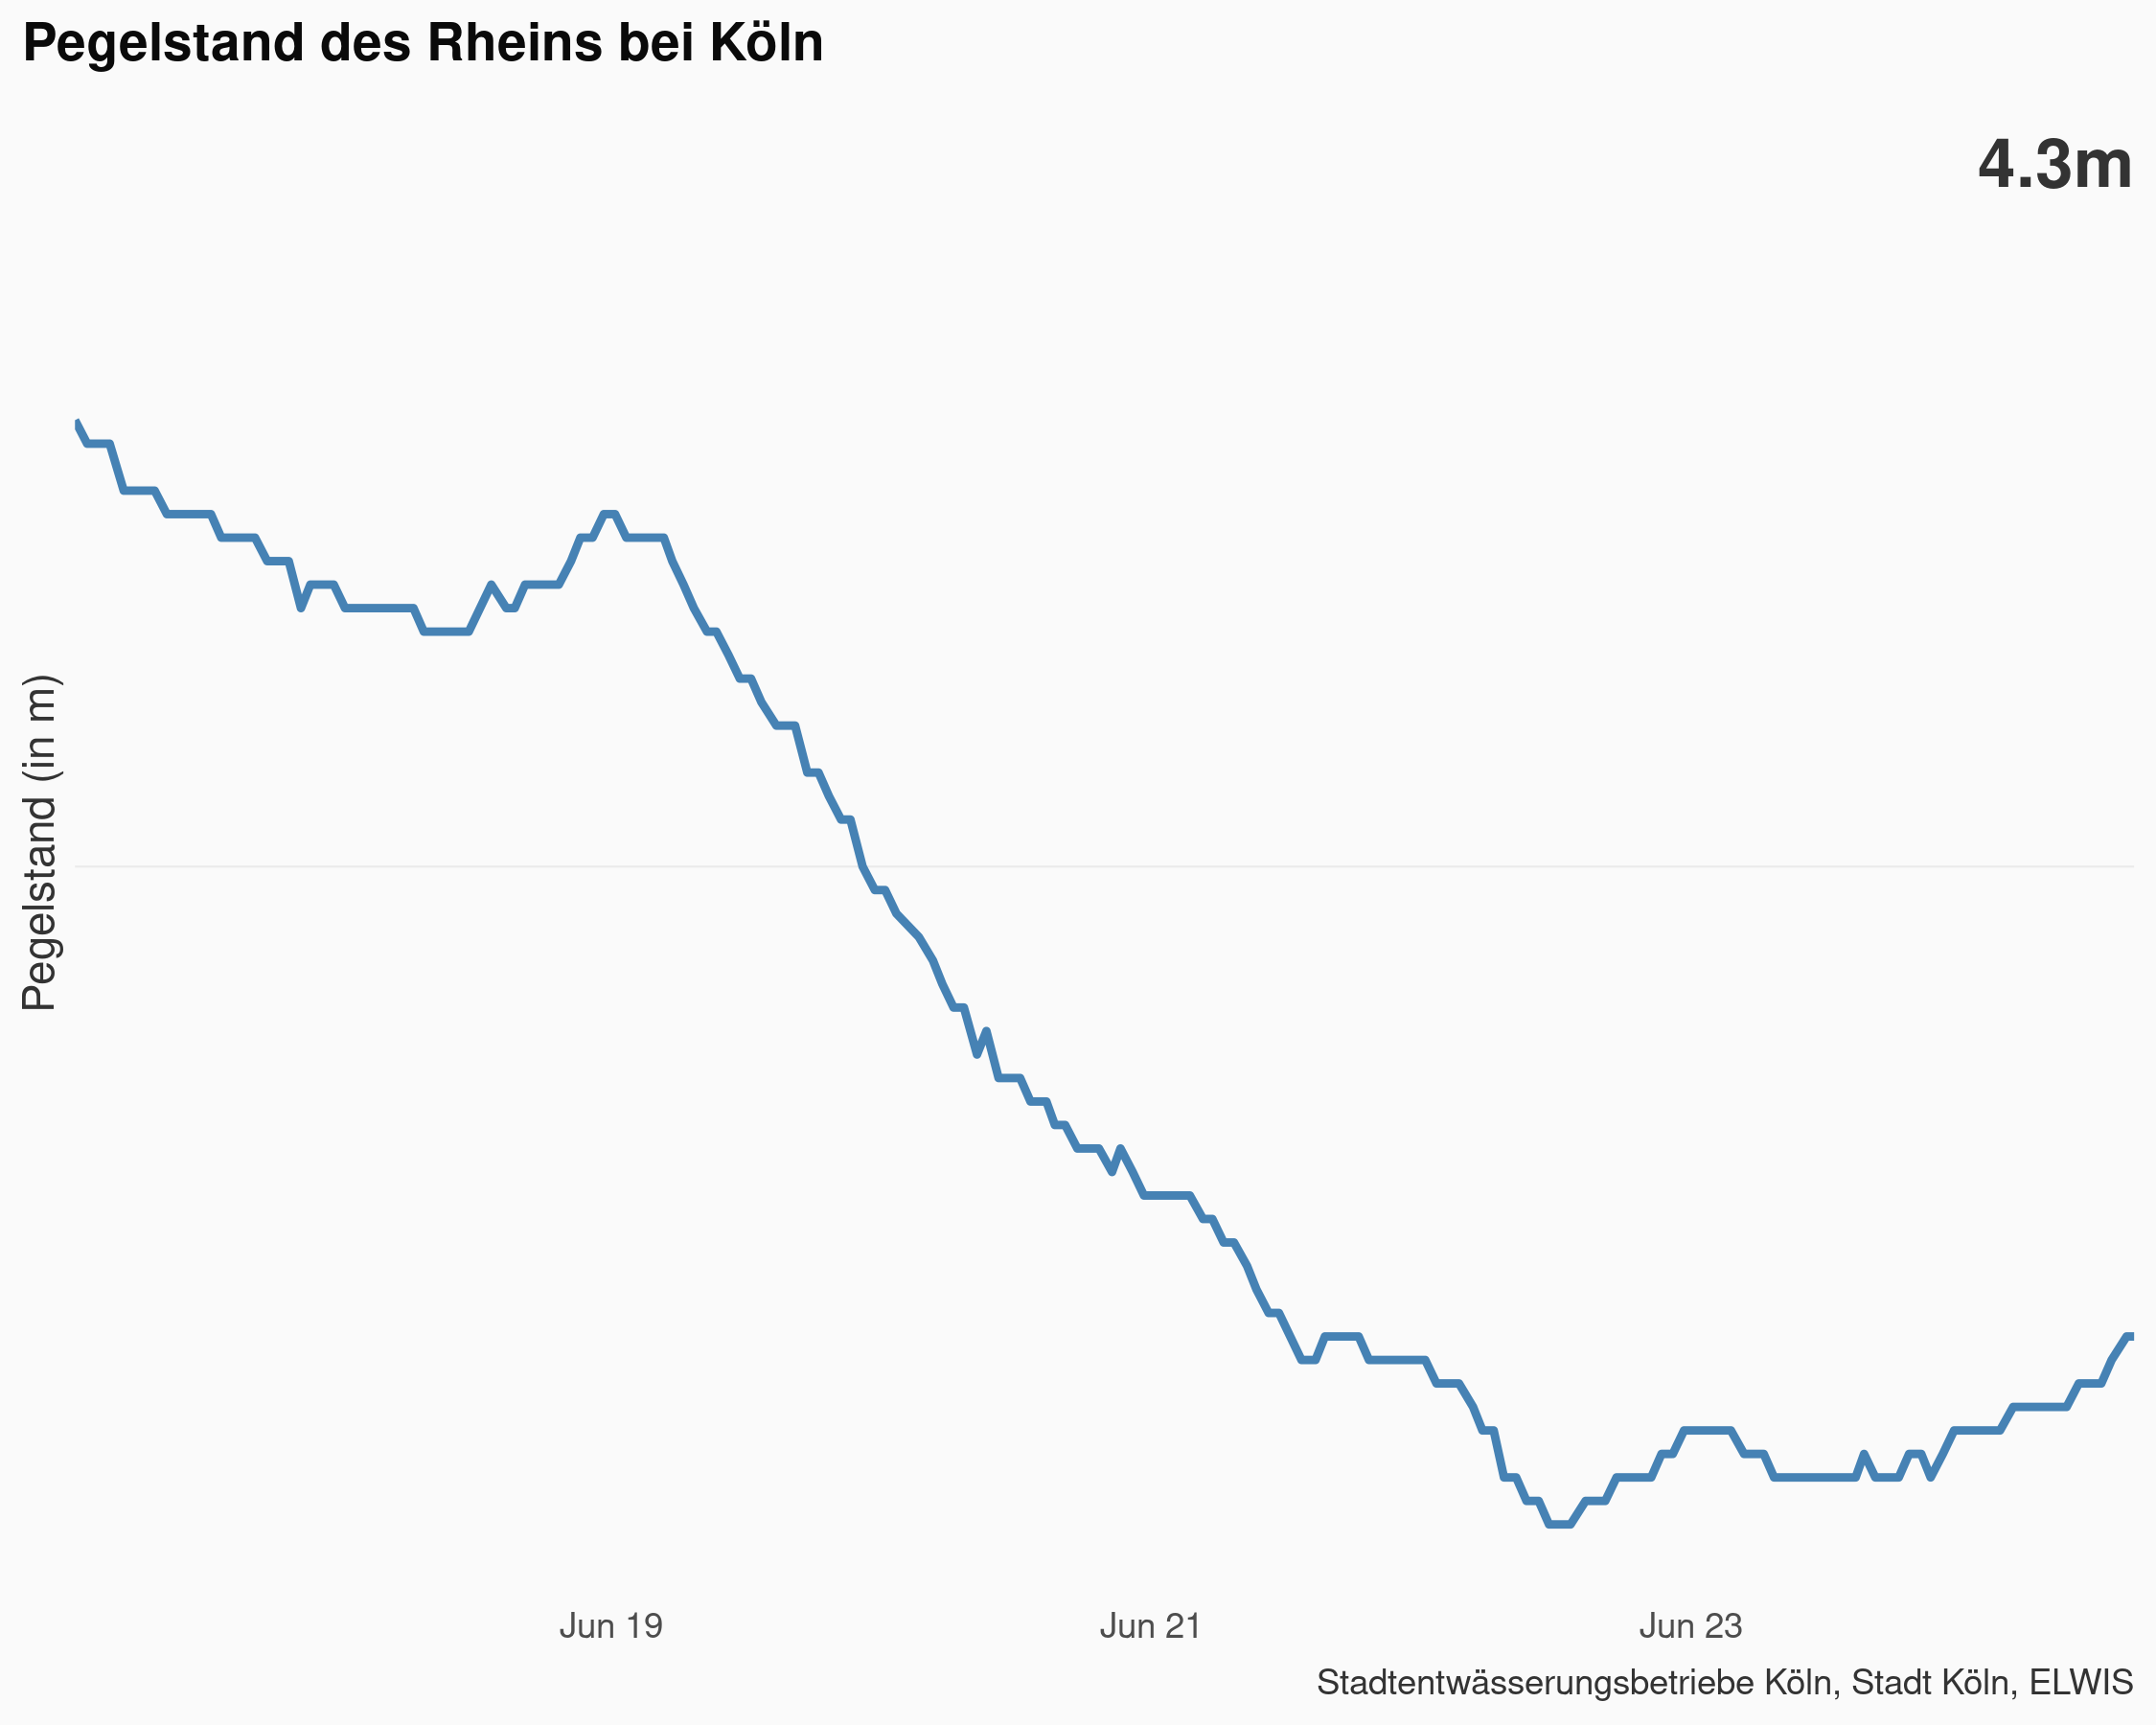 Pegelstand des Rheins bei Köln
4.3m
Pegelstand (in m)
Jun 19
Jun 21
Jun 23
Stadtentwässerungsbetriebe Köln, Stadt Köln, ELWIS